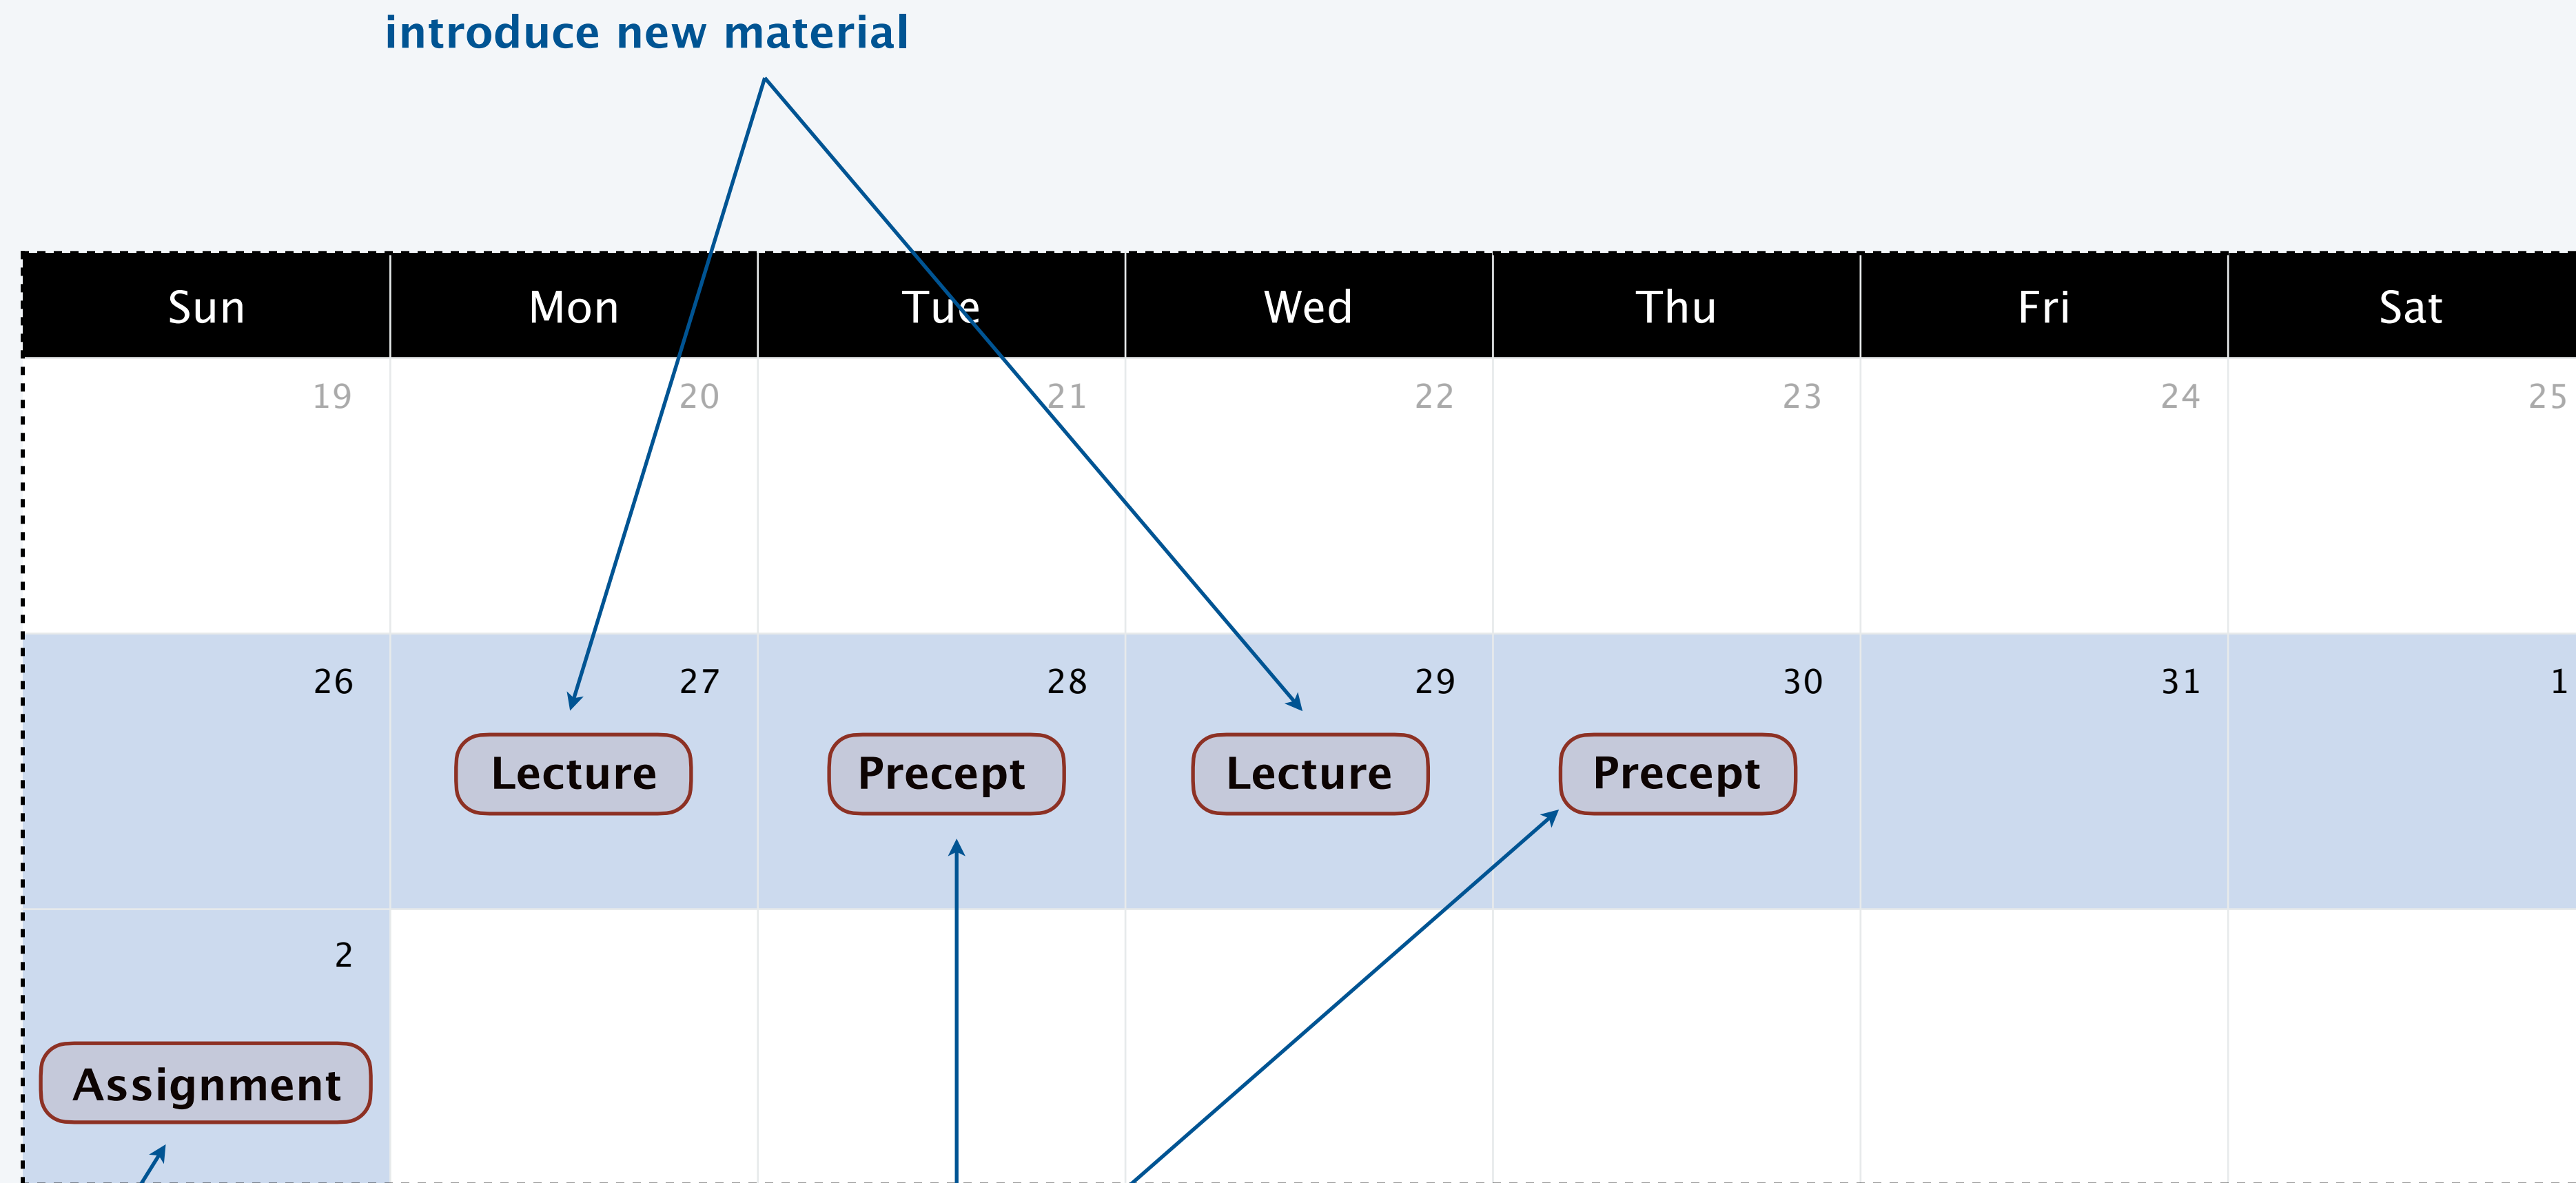 introduce new material
Sun Mon Tue Wed Thu Fri Sat
19 20 21 22 23 24 25
26 27 28 29 30 31 1
Lecture Precept Lecture Precept
2
Assignment